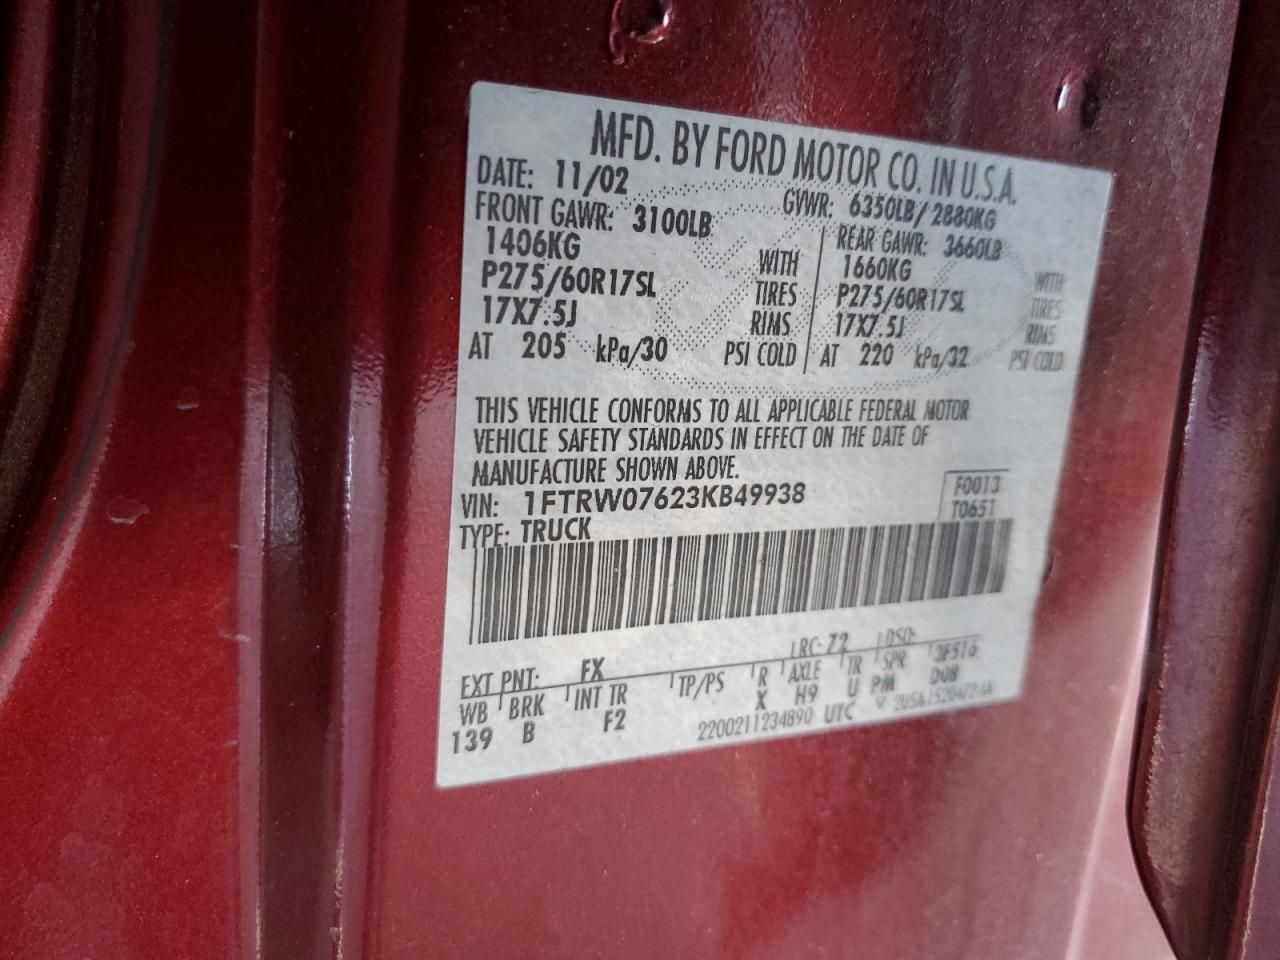 MFD. BY FORD MOTOR CO. IN U.S.A.
DATE: 11/02 GVWR: 6350LB/2880KG
FRONT GAWR: 3100LB REAR GAWR: 3660LB
1406KG WITH 1660KG WITH
P275/60R17SL TIRES P275/60R17SL TIRES
17X7.5J RIMS 17X7.5J RIMS
AT 205 kPa/30 PSI COLD AT 220 kPa/32 PSI COLD
THIS VEHICLE CONFORMS TO ALL APPLICABLE FEDERAL MOTOR
VEHICLE SAFETY STANDARDS IN EFFECT ON THE DATE OF
MANUFACTURE SHOWN ABOVE.
VIN: 1FTRW07623KB49938 F0013
TYPE: TRUCK T0651
EXT PNT: FX RC: 72 DSO:
WB BRK INT TR TP/PS R AXLE TR SPR 3F516
139 B F2 X H9 U PM D08
2200211234890 UTC